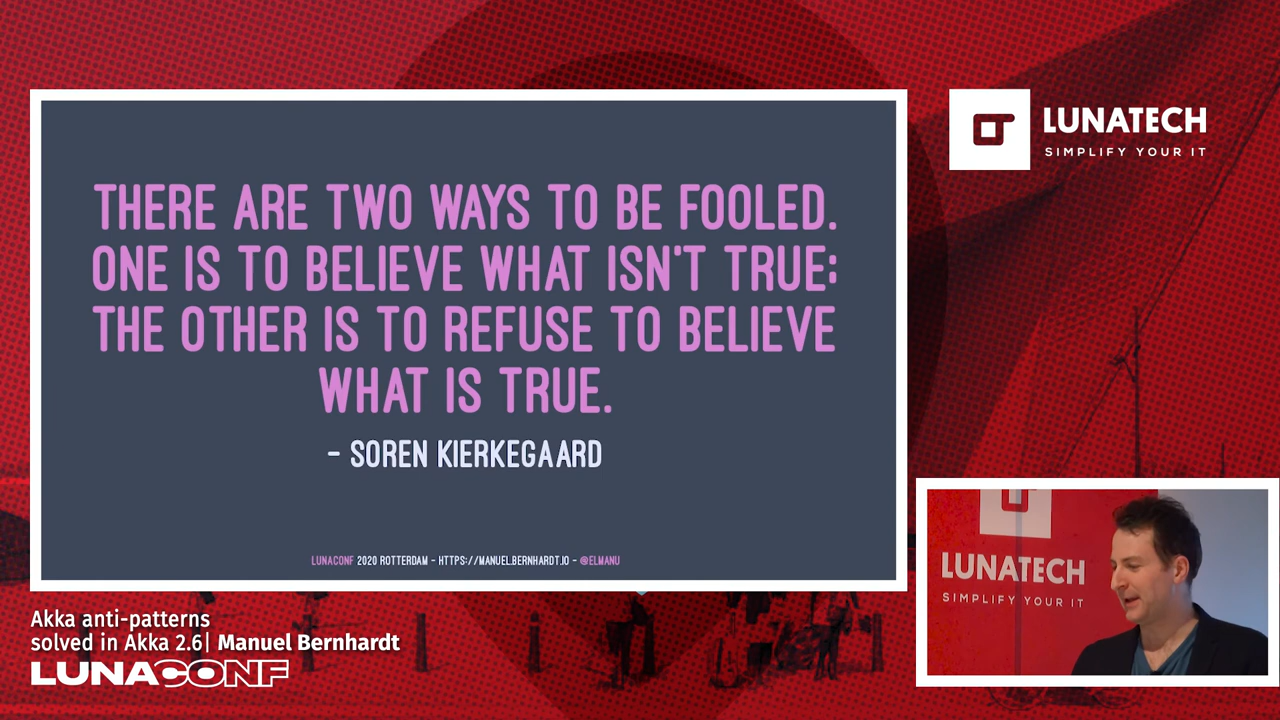 THERE ARE TWO WAYS TO BE FOOLED.
ONE IS TO BELIEVE WHAT ISN'T TRUE;
THE OTHER IS TO REFUSE TO BELIEVE
WHAT IS TRUE.
- SOREN KIERKEGAARD
LUNACONF 2020 ROTTERDAM - HTTPS://MANUEL.BERNHARDT.IO - @ELMANU
LUNATECH
SIMPLIFY YOUR IT
LUNATECH
SIMPLIFY YOUR IT
Akka anti-patterns
solved in Akka 2.6| Manuel Bernhardt
LUNACONF